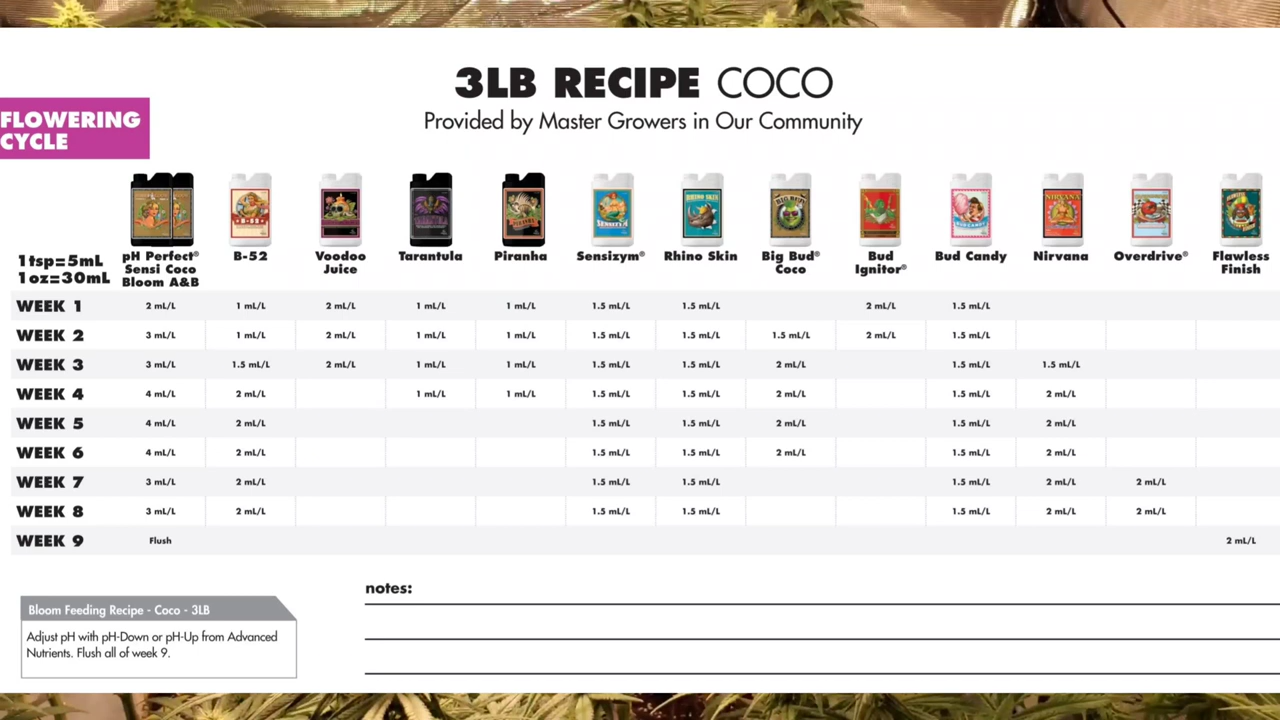 3LB RECIPE COCO
Provided by Master Growers in Our Community
FLOWERING
CYCLE
1tsp=5mL
1oz=30mL
pH Perfect®
Sensi Coco
Bloom A&B
B-52
Voodoo
Juice
Tarantula
Piranha
Sensizym®
Rhino Skin
Big Bud®
Coco
Bud
Ignitor®
Bud Candy
Nirvana
Overdrive®
Flawless
Finish
WEEK 1 2 mL/L 1 mL/L 2 mL/L 1 mL/L 1 mL/L 1.5 mL/L 1.5 mL/L 2 mL/L 1.5 mL/L
WEEK 2 3 mL/L 1 mL/L 2 mL/L 1 mL/L 1 mL/L 1.5 mL/L 1.5 mL/L 1.5 mL/L 2 mL/L 1.5 mL/L
WEEK 3 3 mL/L 1.5 mL/L 2 mL/L 1 mL/L 1 mL/L 1.5 mL/L 1.5 mL/L 2 mL/L 1.5 mL/L 1.5 mL/L
WEEK 4 4 mL/L 2 mL/L 1 mL/L 1 mL/L 1.5 mL/L 1.5 mL/L 2 mL/L 1.5 mL/L 2 mL/L
WEEK 5 4 mL/L 2 mL/L 1.5 mL/L 1.5 mL/L 2 mL/L 1.5 mL/L 2 mL/L
WEEK 6 4 mL/L 2 mL/L 1.5 mL/L 1.5 mL/L 2 mL/L 1.5 mL/L 2 mL/L
WEEK 7 3 mL/L 2 mL/L 1.5 mL/L 1.5 mL/L 1.5 mL/L 2 mL/L 2 mL/L
WEEK 8 3 mL/L 2 mL/L 1.5 mL/L 1.5 mL/L 1.5 mL/L 2 mL/L 2 mL/L
WEEK 9 Flush 2 mL/L
notes:
Bloom Feeding Recipe - Coco - 3LB
Adjust pH with pH-Down or pH-Up from Advanced
Nutrients. Flush all of week 9.